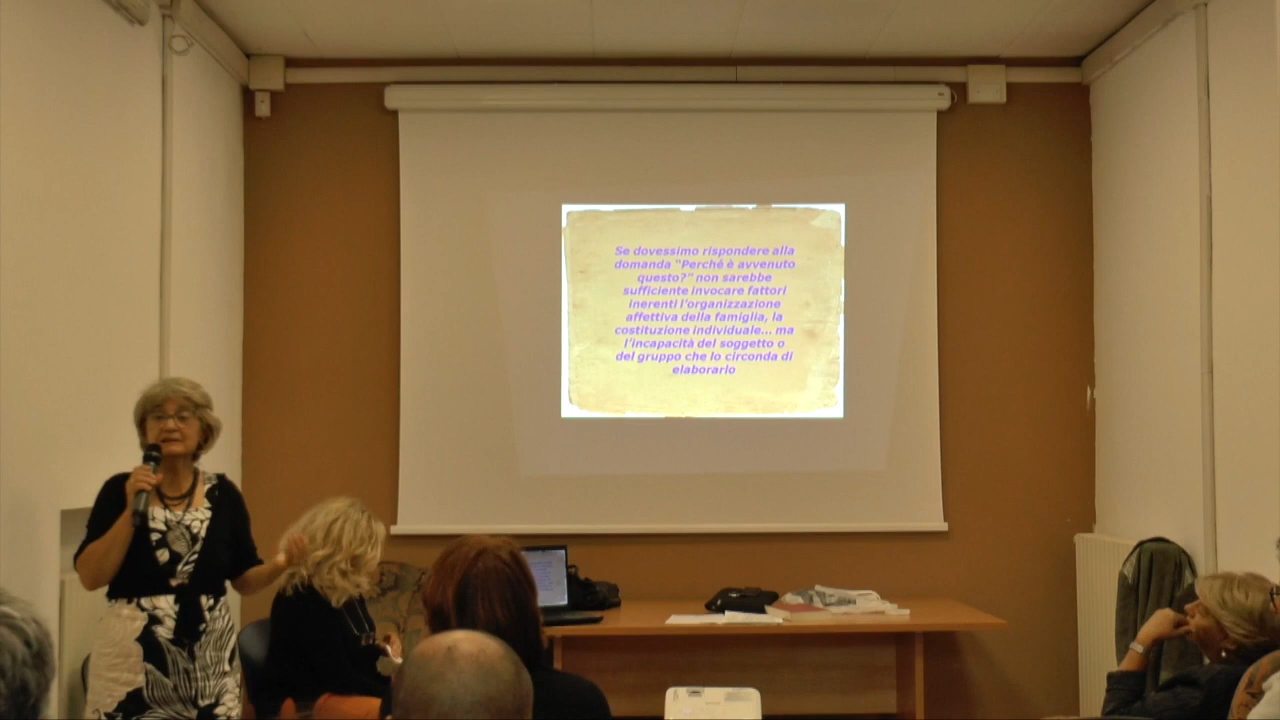 Se dovessimo rispondere alla
domanda "Perché è avvenuto
questo?" non sarebbe
sufficiente invocare fattori
inerenti l'organizzazione
affettiva della famiglia, la
costituzione individuale... ma
l'incapacità del soggetto o
del gruppo che lo circonda di
elaborarlo